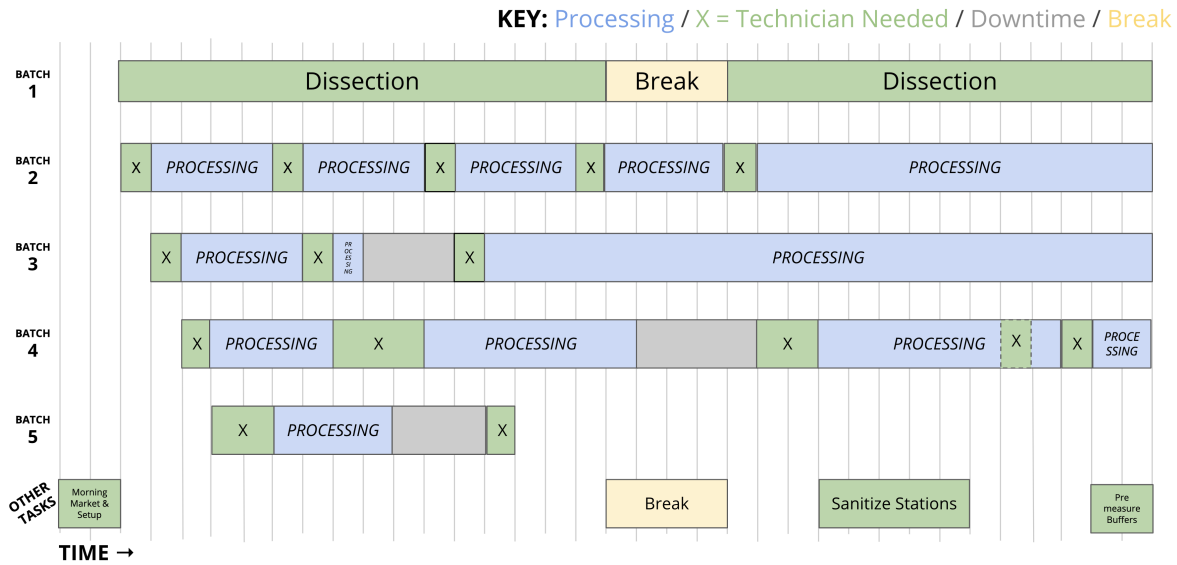 KEY: Processing / X = Technician Needed / Downtime / Break
BATCH
1
Dissection
Break
Dissection
BATCH
2
X
PROCESSING
X
PROCESSING
X
PROCESSING
X
PROCESSING
X
PROCESSING
BATCH
3
X
PROCESSING
X
PR
OC
ES
SI
NG
X
PROCESSING
BATCH
4
X
PROCESSING
X
PROCESSING
X
PROCESSING
X
X
PROCE
SSING
BATCH
5
X
PROCESSING
X
OTHER
TASKS
Morning
Market &
Setup
Break
Sanitize Stations
Pre
measure
Buffers
TIME →